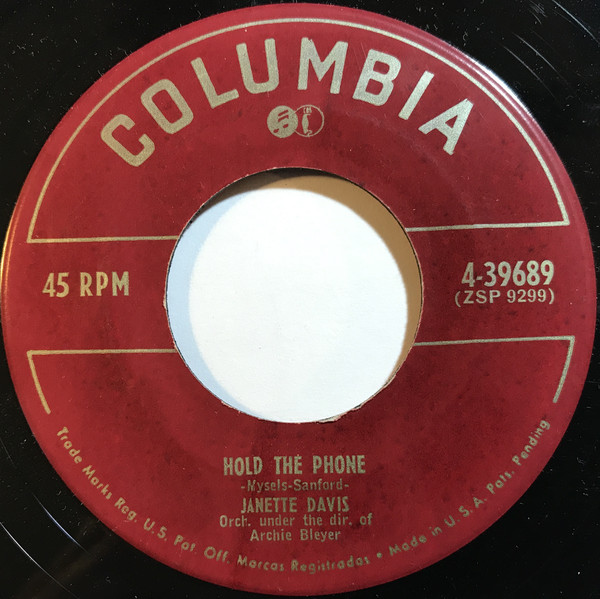 COLUMBIA
45 RPM
4-39689
(ZSP 9299)
HOLD THE PHONE
-Mysels-Sanford-
JANETTE DAVIS
Orch. under the dir. of
Archie Bleyer
Trade Marks Reg. U.S. Pat. Off. Marcas Registradas • Made in U.S.A. Pats. Pending